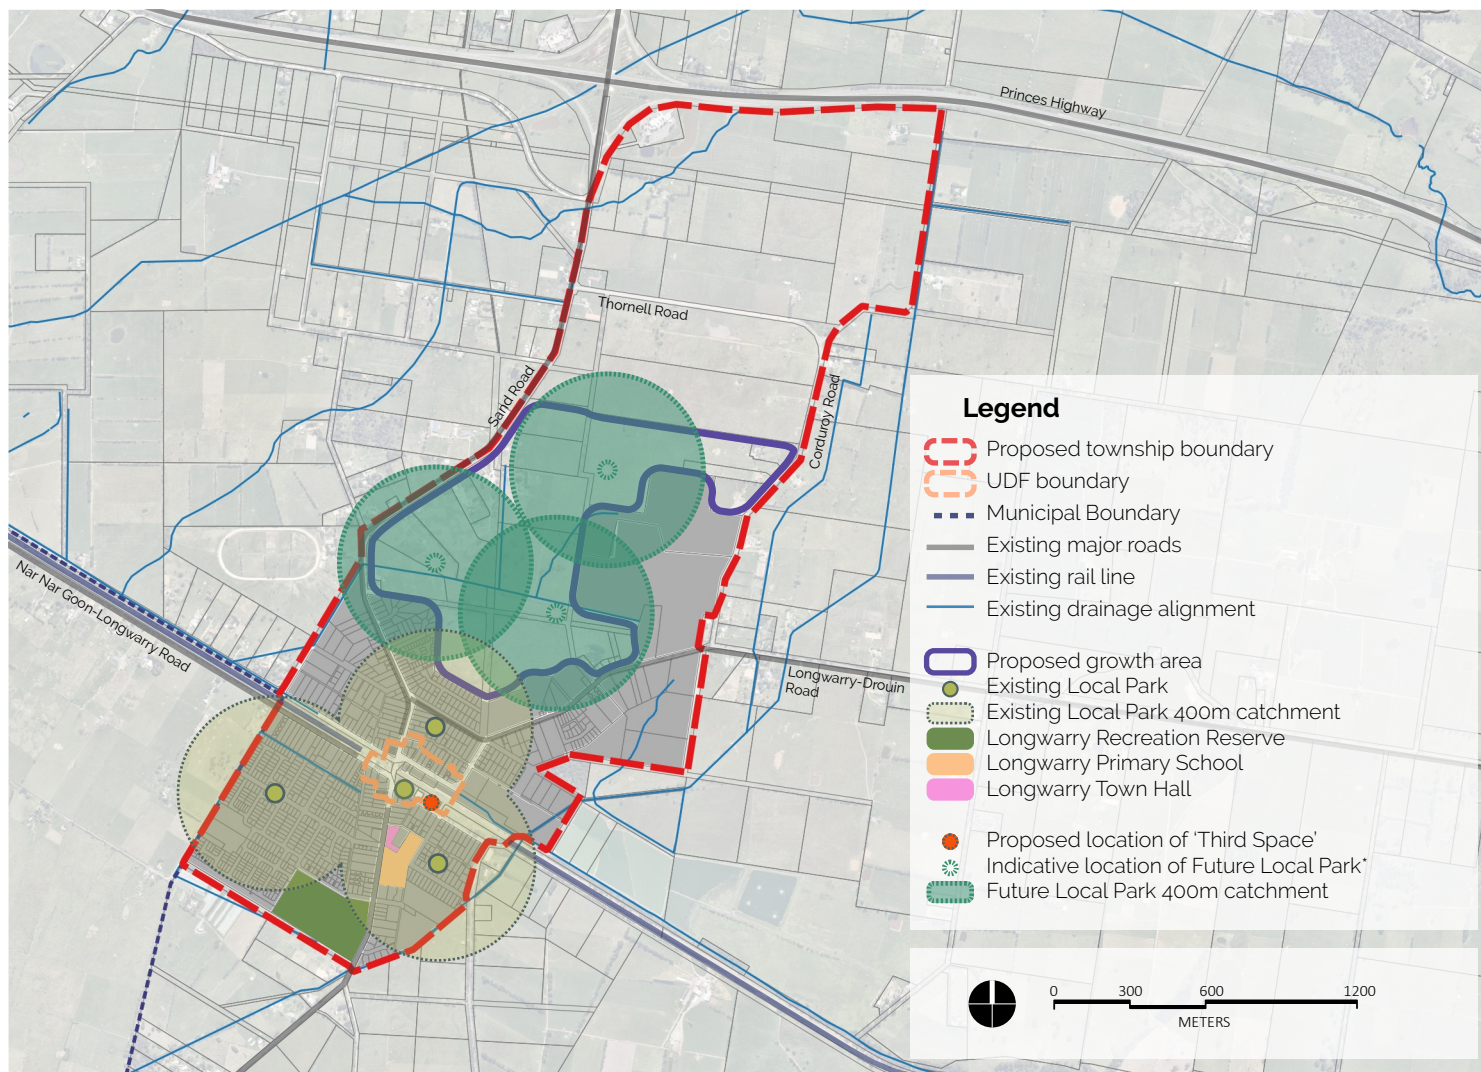 Princes Highway
Thornell Road
Sand Road
Corduroy Road
Nar Nar Goon-Longwarry Road
Longwarry-Drouin
Road
Legend
Proposed township boundary
UDF boundary
Municipal Boundary
Existing major roads
Existing rail line
Existing drainage alignment
Proposed growth area
Existing Local Park
Existing Local Park 400m catchment
Longwarry Recreation Reserve
Longwarry Primary School
Longwarry Town Hall
Proposed location of ‘Third Space’
Indicative location of Future Local Park*
Future Local Park 400m catchment
0 300 600 1200
METERS